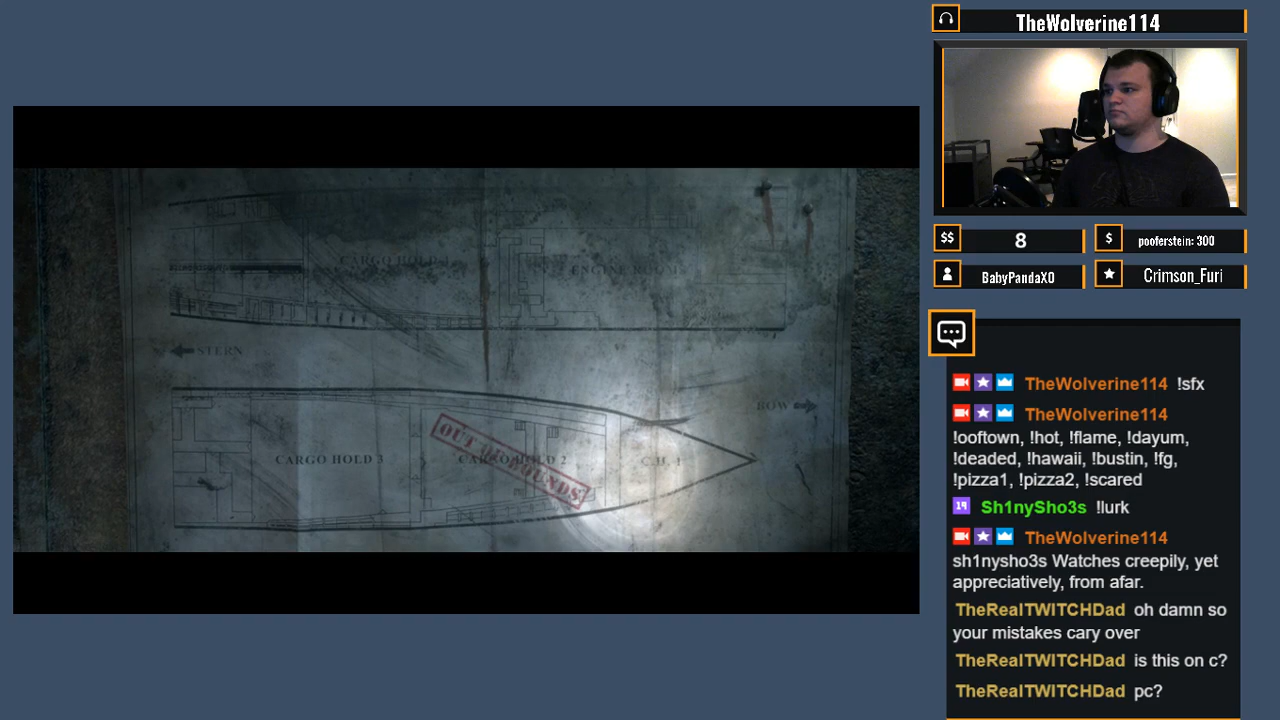 TheWolverine114
$$
8
$
pooferstein: 300
BabyPandaXO
Crimson_Furi
CARGO HOLD 1
ENGINE ROOM
STERN
BOW
OUT OF BOUNDS
CARGO HOLD 3
CARGO HOLD 2
C.H. 1
TheWolverine114 !sfx
TheWolverine114
!ooftown, !hot, !flame, !dayum,
!deaded, !hawaii, !bustin, !fg,
!pizza1, !pizza2, !scared
19 Sh1nySho3s !lurk
TheWolverine114
sh1nysho3s Watches creepily, yet
appreciatively, from afar.
TheRealTWITCHDad oh damn so
your mistakes cary over
TheRealTWITCHDad is this on c?
TheRealTWITCHDad pc?